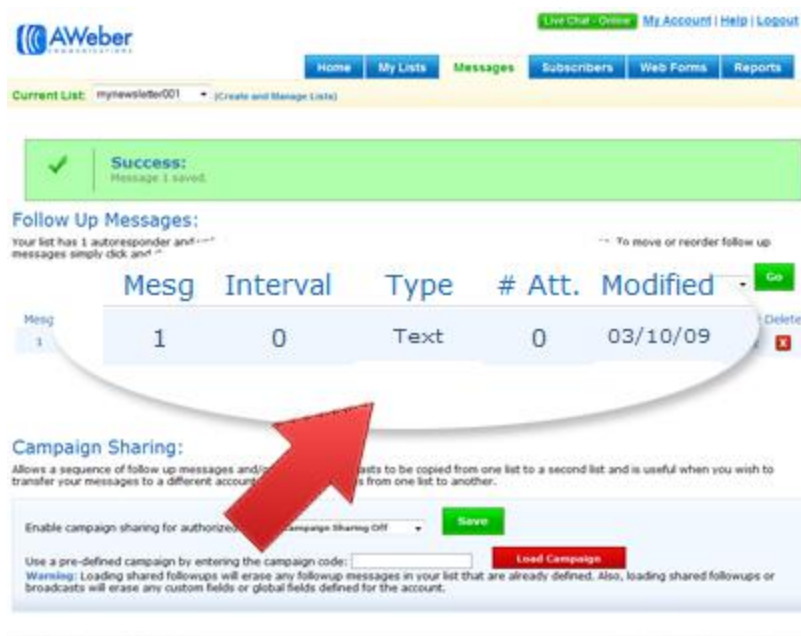 Live Chat - Online My Account | Help | Logout
AWeber
COMMUNICATIONS
Home My Lists Messages Subscribers Web Forms Reports
Current List: mynewsletter001 (Create and Manage Lists)
Success:
Message 1 saved.
Follow Up Messages:
Your list has 1 autoresponder and To move or reorder follow up
messages simply click and
Go
Mesg Interval Type # Att. Modified
Mesg Delete
1 0 Text 0 03/10/09
1 X
Campaign Sharing:
Allows a sequence of follow up messages and/ to be copied from one list to a second list and is useful when you wish to
transfer your messages to a different account from one list to another.
Enable campaign sharing for authorized Campaign Sharing Off Save
Use a pre-defined campaign by entering the campaign code: Load Campaign
Warning: Loading shared followups will erase any followup messages in your list that are already defined. Also, loading shared followups or
broadcasts will erase any custom fields or global fields defined for the account.